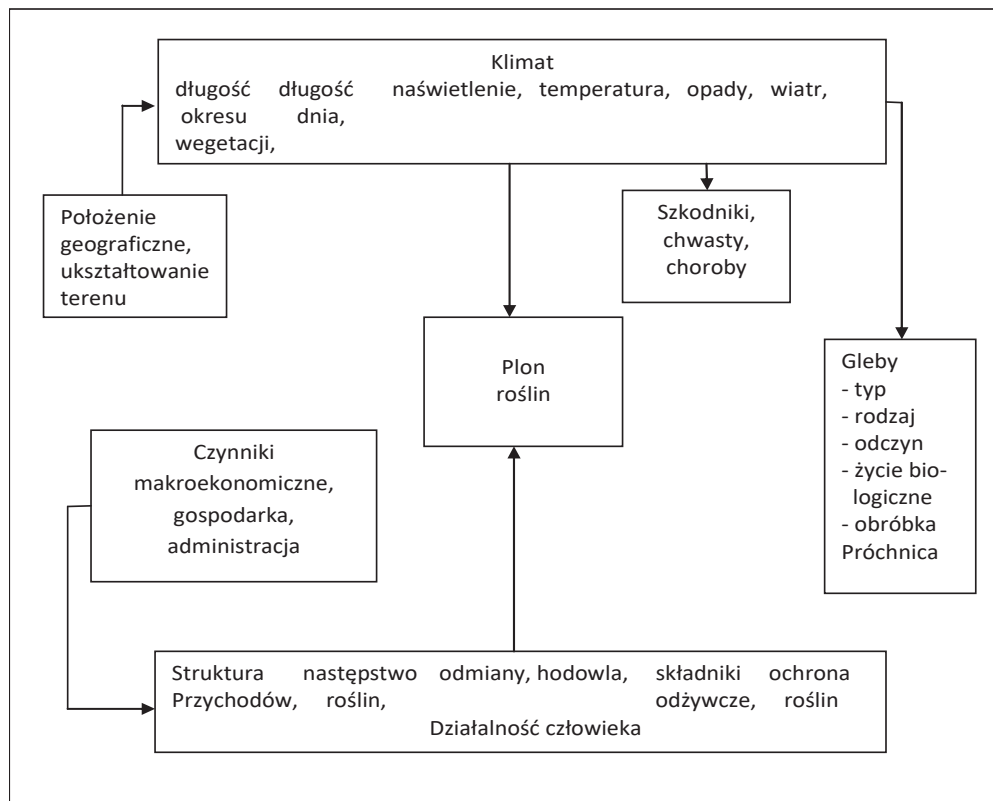 Klimat
długość długość naświetlenie, temperatura, opady, wiatr,
okresu dnia,
wegetacji,
Położenie
geograficzne,
ukształtowanie
terenu
Szkodniki,
chwasty,
choroby
Plon
roślin
Gleby
- typ
- rodzaj
- odczyn
- życie bio-
logiczne
- obróbka
Próchnica
Czynniki
makroekonomiczne,
gospodarka,
administracja
Struktura następstwo odmiany, hodowla, składniki ochrona
Przychodów, roślin, odżywcze, roślin
Działalność człowieka